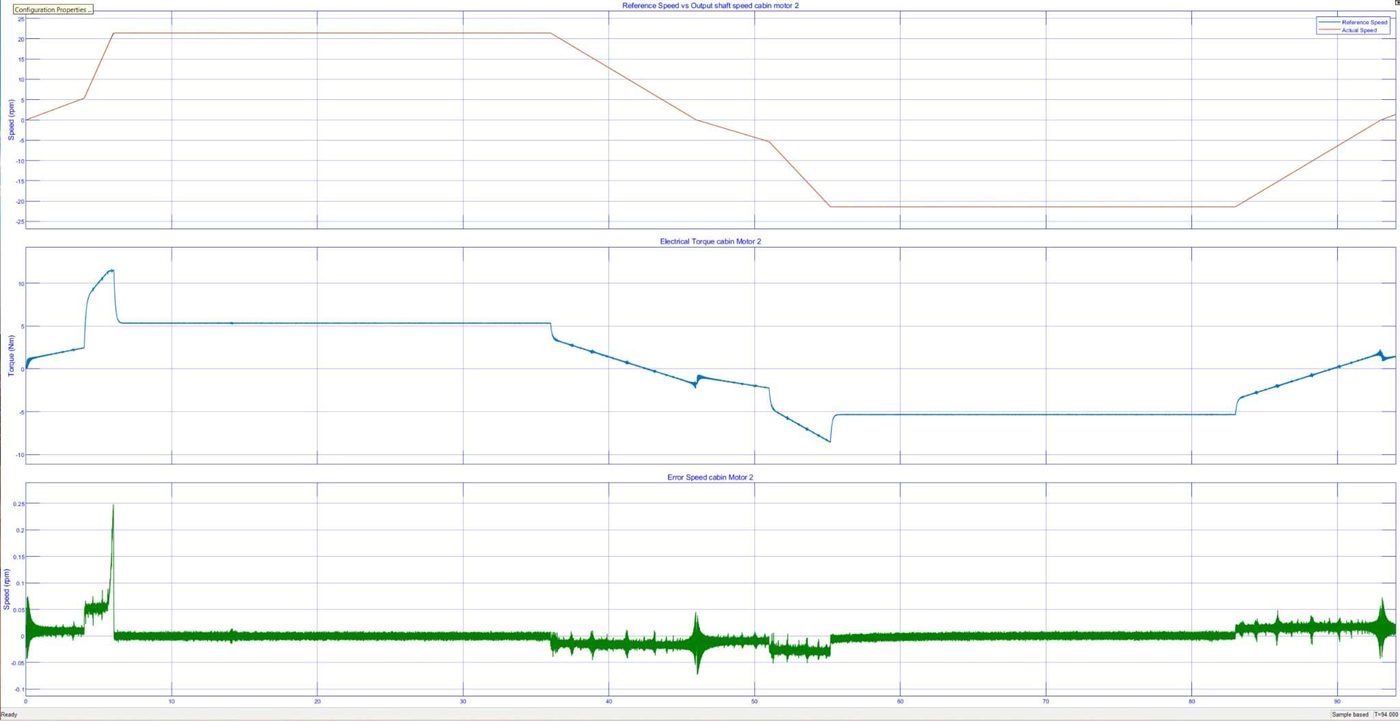 Configuration Properties ...
Reference Speed vs Output shaft speed cabin motor 2
Reference Speed
Actual Speed
Speed (rpm)
25
20
15
10
5
0
-5
-10
-15
-20
-25
Electrical Torque cabin Motor 2
Torque (Nm)
10
5
0
-5
-10
Error Speed cabin Motor 2
Speed (rpm)
0.25
0.2
0.15
0.1
0.05
0
-0.05
-0.1
0 10 20 30 40 50 60 70 80 90
Ready Sample based T=94.080